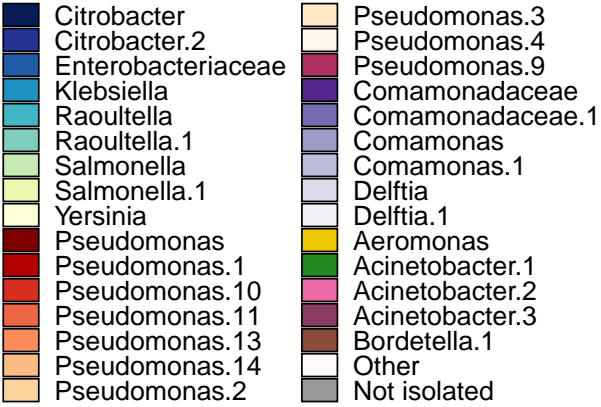 Citrobacter
Citrobacter.2
Enterobacteriaceae
Klebsiella
Raoultella
Raoultella.1
Salmonella
Salmonella.1
Yersinia
Pseudomonas
Pseudomonas.1
Pseudomonas.10
Pseudomonas.11
Pseudomonas.13
Pseudomonas.14
Pseudomonas.2
Pseudomonas.3
Pseudomonas.4
Pseudomonas.9
Comamonadaceae
Comamonadaceae.1
Comamonas
Comamonas.1
Delftia
Delftia.1
Aeromonas
Acinetobacter.1
Acinetobacter.2
Acinetobacter.3
Bordetella.1
Other
Not isolated